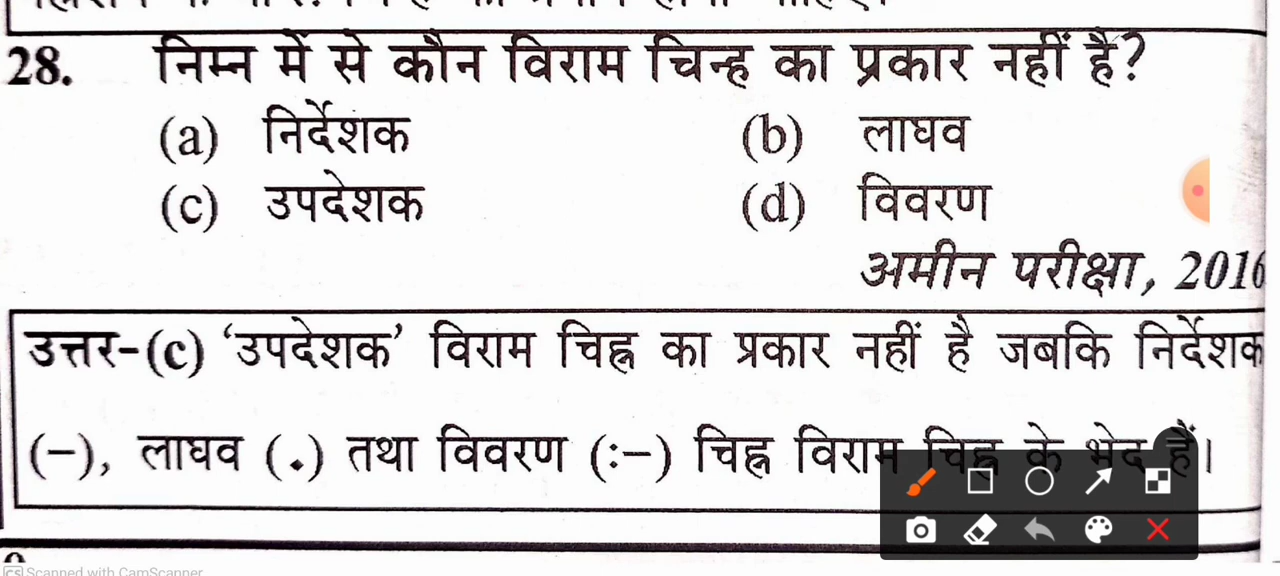 28. निम्न में से कौन विराम चिन्ह का प्रकार नहीं है?
(a) निर्देशक (b) लाघव
(c) उपदेशक (d) विवरण
अमीन परीक्षा, 2016
उत्तर-(c) ‘उपदेशक’ विराम चिह्न का प्रकार नहीं है जबकि निर्देशक
(–), लाघव (.) तथा विवरण (:–) चिह्न विराम चिह्न के भेद हैं।
CS Scanned with CamScanner